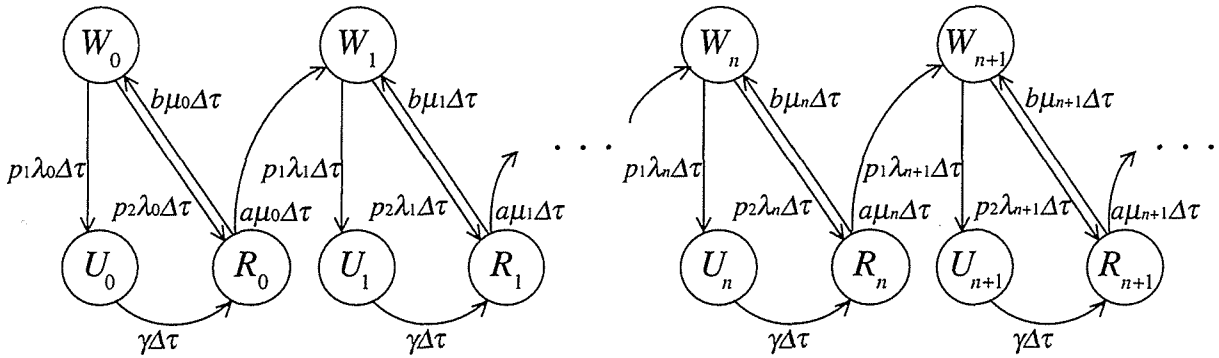 W₀ W₁ Wₙ Wₙ₊₁
bμ₀Δτ bμ₁Δτ bμₙΔτ bμₙ₊₁Δτ
. . . . . .
p₁λ₀Δτ p₁λ₁Δτ p₁λₙΔτ p₁λₙ₊₁Δτ
p₂λ₀Δτ aμ₀Δτ p₂λ₁Δτ aμ₁Δτ p₂λₙΔτ aμₙΔτ p₂λₙ₊₁Δτ aμₙ₊₁Δτ
U₀ R₀ U₁ R₁ Uₙ Rₙ Uₙ₊₁ Rₙ₊₁
γΔτ γΔτ γΔτ γΔτ